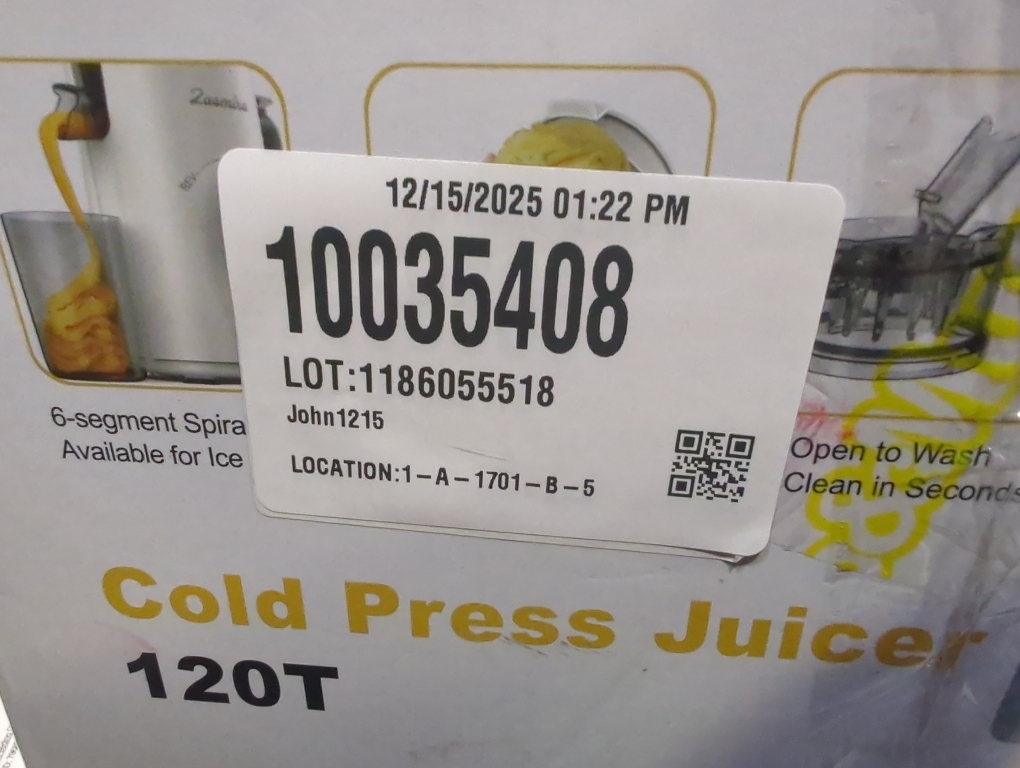 12/15/2025 01:22 PM
10035408
LOT:1186055518
John1215
LOCATION:1-A-1701-B-5
REV
6-segment Spira
Available for Ice
Open to Wash
Clean in Seconds
Cold Press Juicer
120T